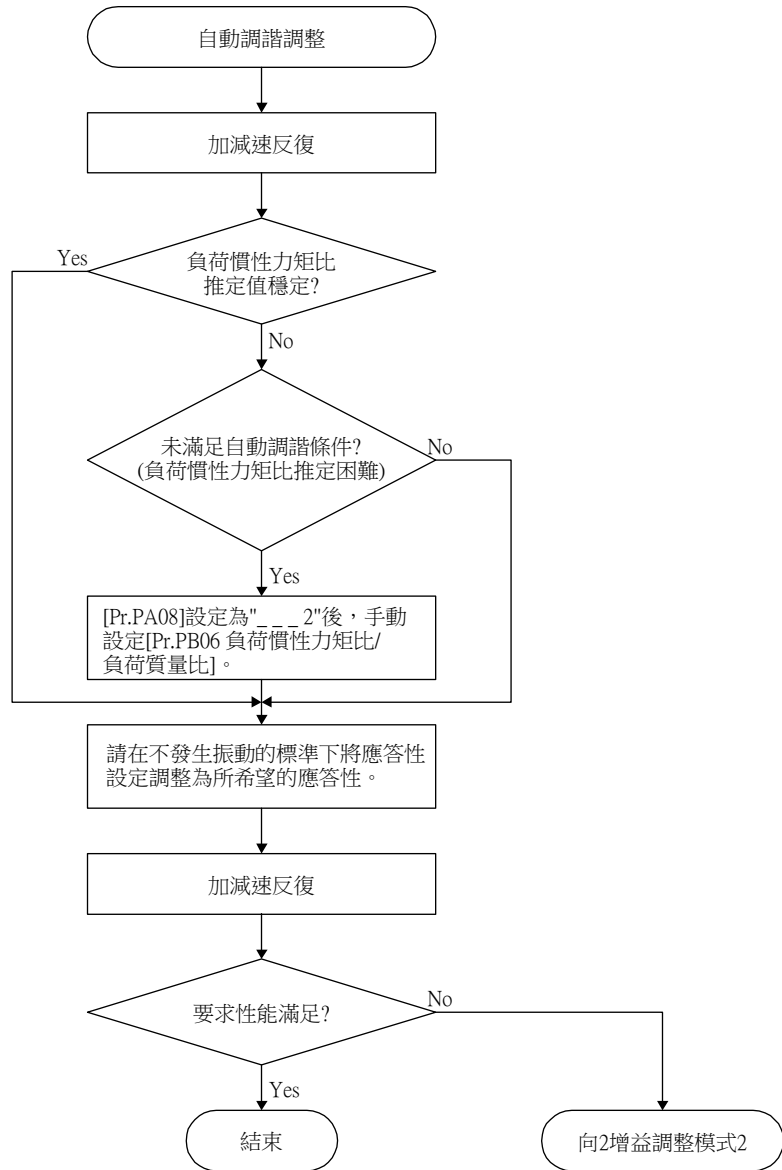 自動調諧調整
加減速反復
Yes
負荷慣性力矩比
推定值穩定?
No
未滿足自動調諧條件?
(負荷慣性力矩比推定困難)
No
Yes
[Pr.PA08]設定為"_ _ _ 2"後，手動
設定[Pr.PB06 負荷慣性力矩比/
負荷質量比]。
請在不發生振動的標準下將應答性
設定調整為所希望的應答性。
加減速反復
要求性能滿足?
No
Yes
結束
向2增益調整模式2